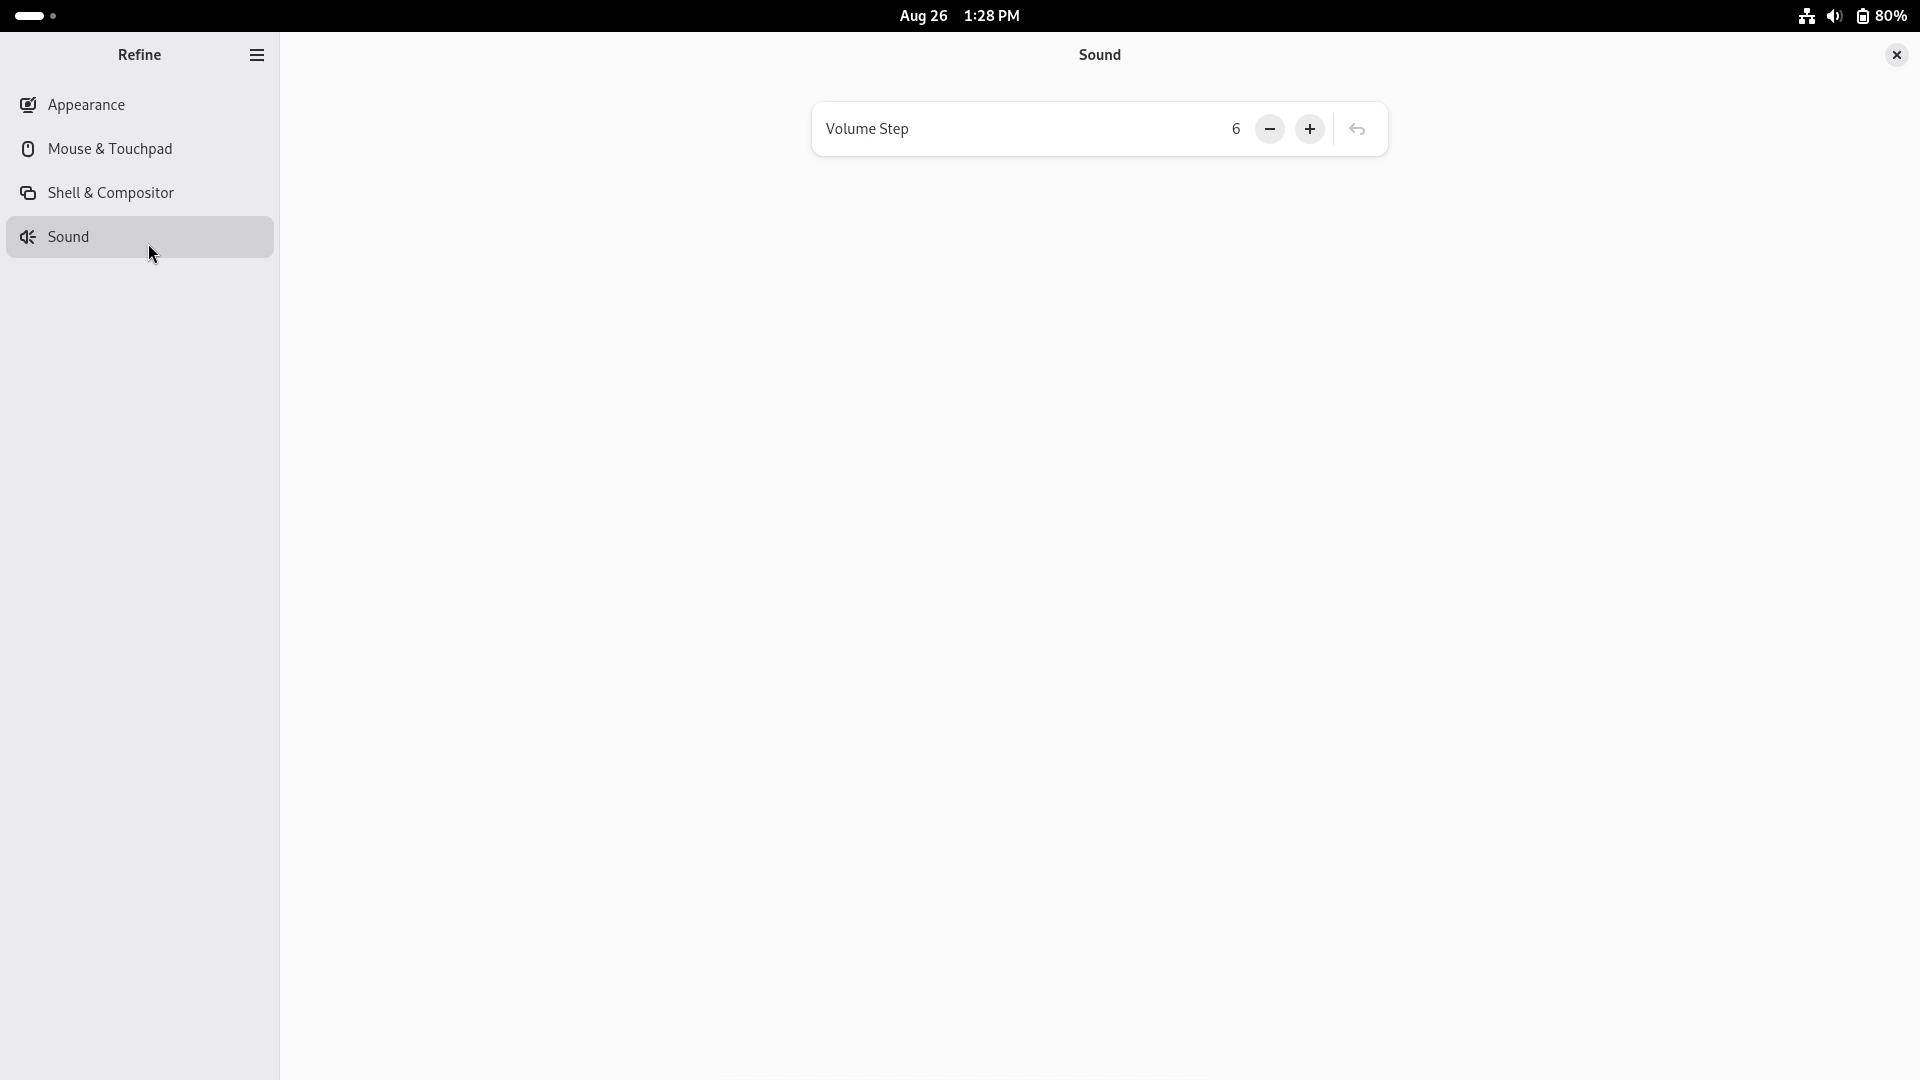 Aug 26 1:28 PM
80%
Refine
Sound
Appearance
Mouse & Touchpad
Shell & Compositor
Sound
Volume Step 6